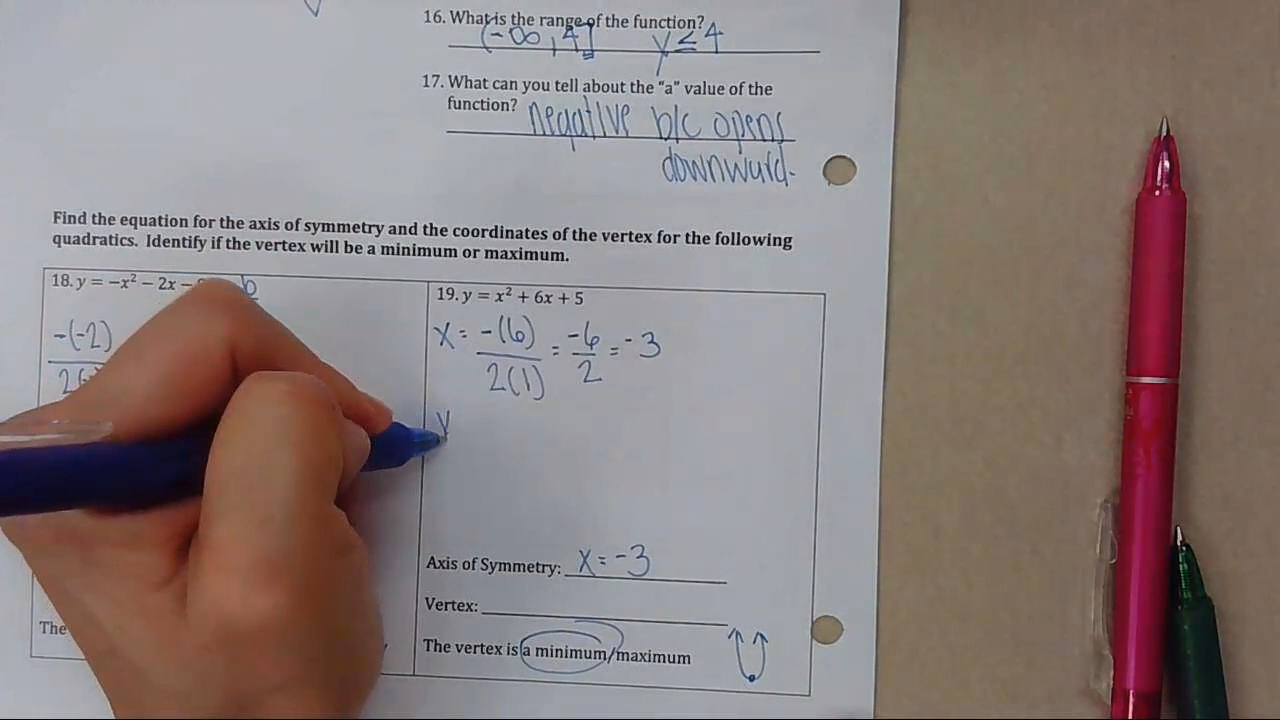 16. What is the range of the function?
(-∞, 4] y ≤ 4
17. What can you tell about the "a" value of the
function? negative b/c opens
downward.
Find the equation for the axis of symmetry and the coordinates of the vertex for the following
quadratics. Identify if the vertex will be a minimum or maximum.
18. y = −x² − 2x −
b
-(-2)
2(
19. y = x² + 6x + 5
x = -(6)/2(1) = -6/2 = -3
y
Axis of Symmetry: x = -3
Vertex:
The vertex is a minimum/maximum
The